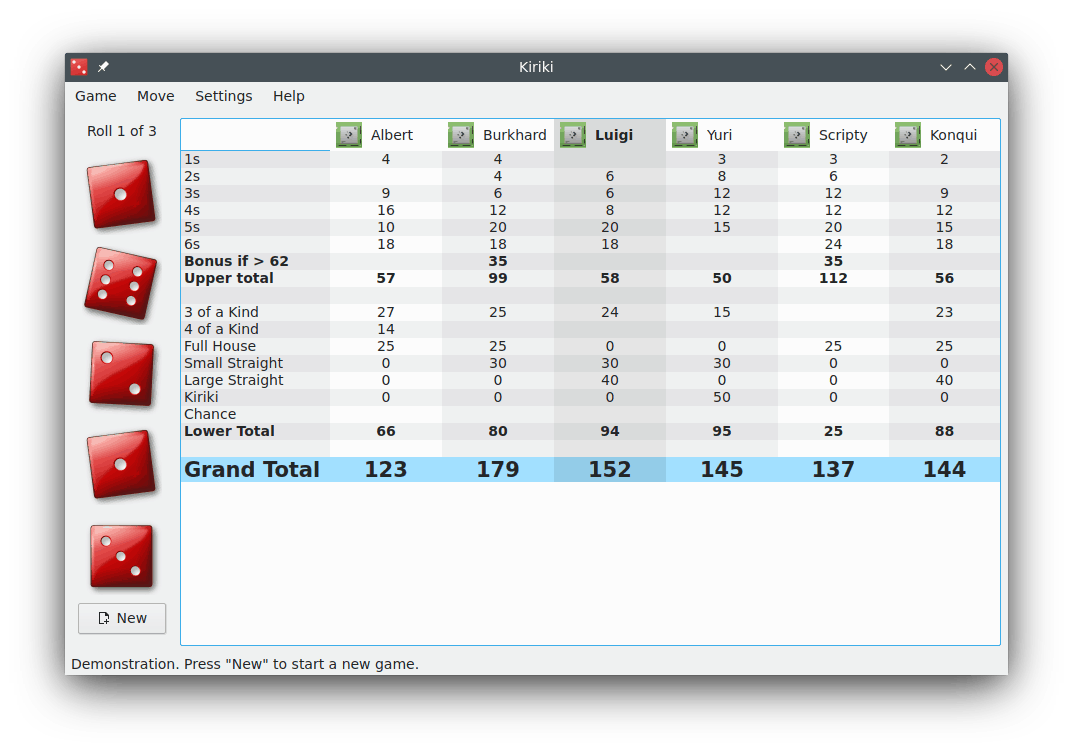 Kiriki
Game Move Settings Help
Roll 1 of 3
Albert Burkhard Luigi Yuri Scripty Konqui
1s 4 4 3 3 2
2s 4 6 8 6
3s 9 6 6 12 12 9
4s 16 12 8 12 12 12
5s 10 20 20 15 20 15
6s 18 18 18 24 18
Bonus if > 62 35 35
Upper total 57 99 58 50 112 56
3 of a Kind 27 25 24 15 23
4 of a Kind 14
Full House 25 25 0 0 25 25
Small Straight 0 30 30 30 0 0
Large Straight 0 0 40 0 0 40
Kiriki 0 0 0 50 0 0
Chance
Lower Total 66 80 94 95 25 88
Grand Total 123 179 152 145 137 144
New
Demonstration. Press "New" to start a new game.